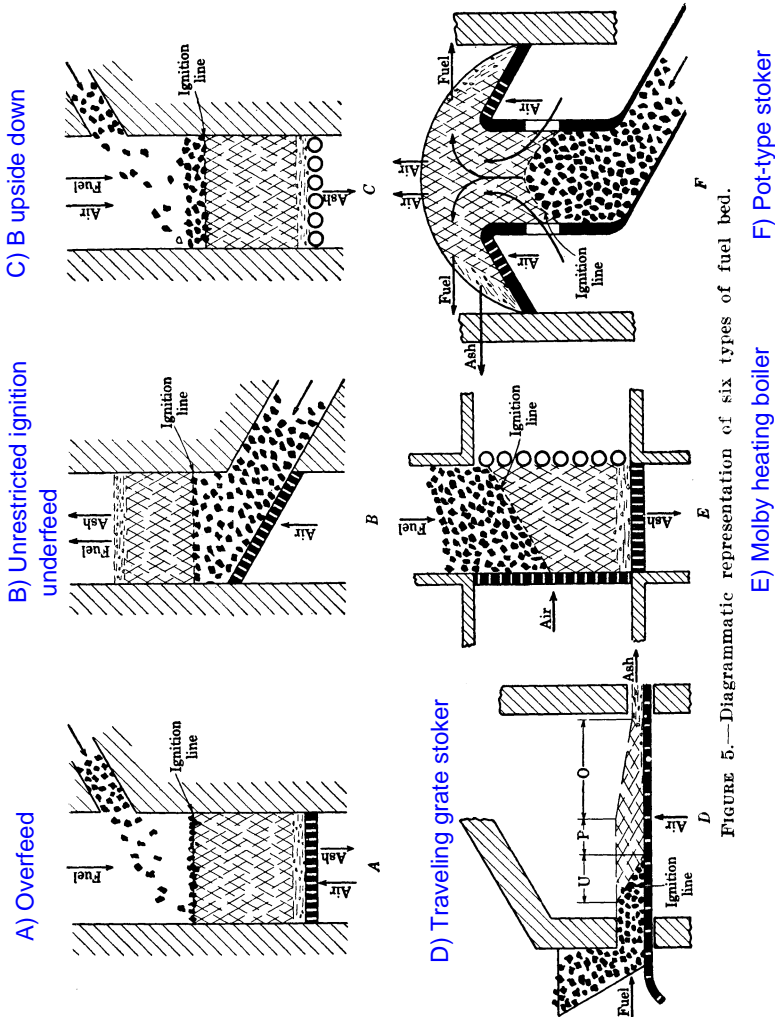 A) Overfeed
Fuel
Ignition
line
Air
Ash
A
B) Unrestricted ignition
underfeed
Fuel
Ash
Ignition
line
Air
B
C) B upside down
Air
Fuel
Ignition
line
Ash
C
D) Traveling grate stoker
Fuel
U
P
O
Ignition
line
Air
Ash
D
Fuel
Ignition
line
Air
Ash
E
Air
Air
Fuel
Fuel
Ash
Air
Air
Ignition
line
F
FIGURE 5.—Diagrammatic representation of six types of fuel bed.
E) Molby heating boiler
F) Pot-type stoker